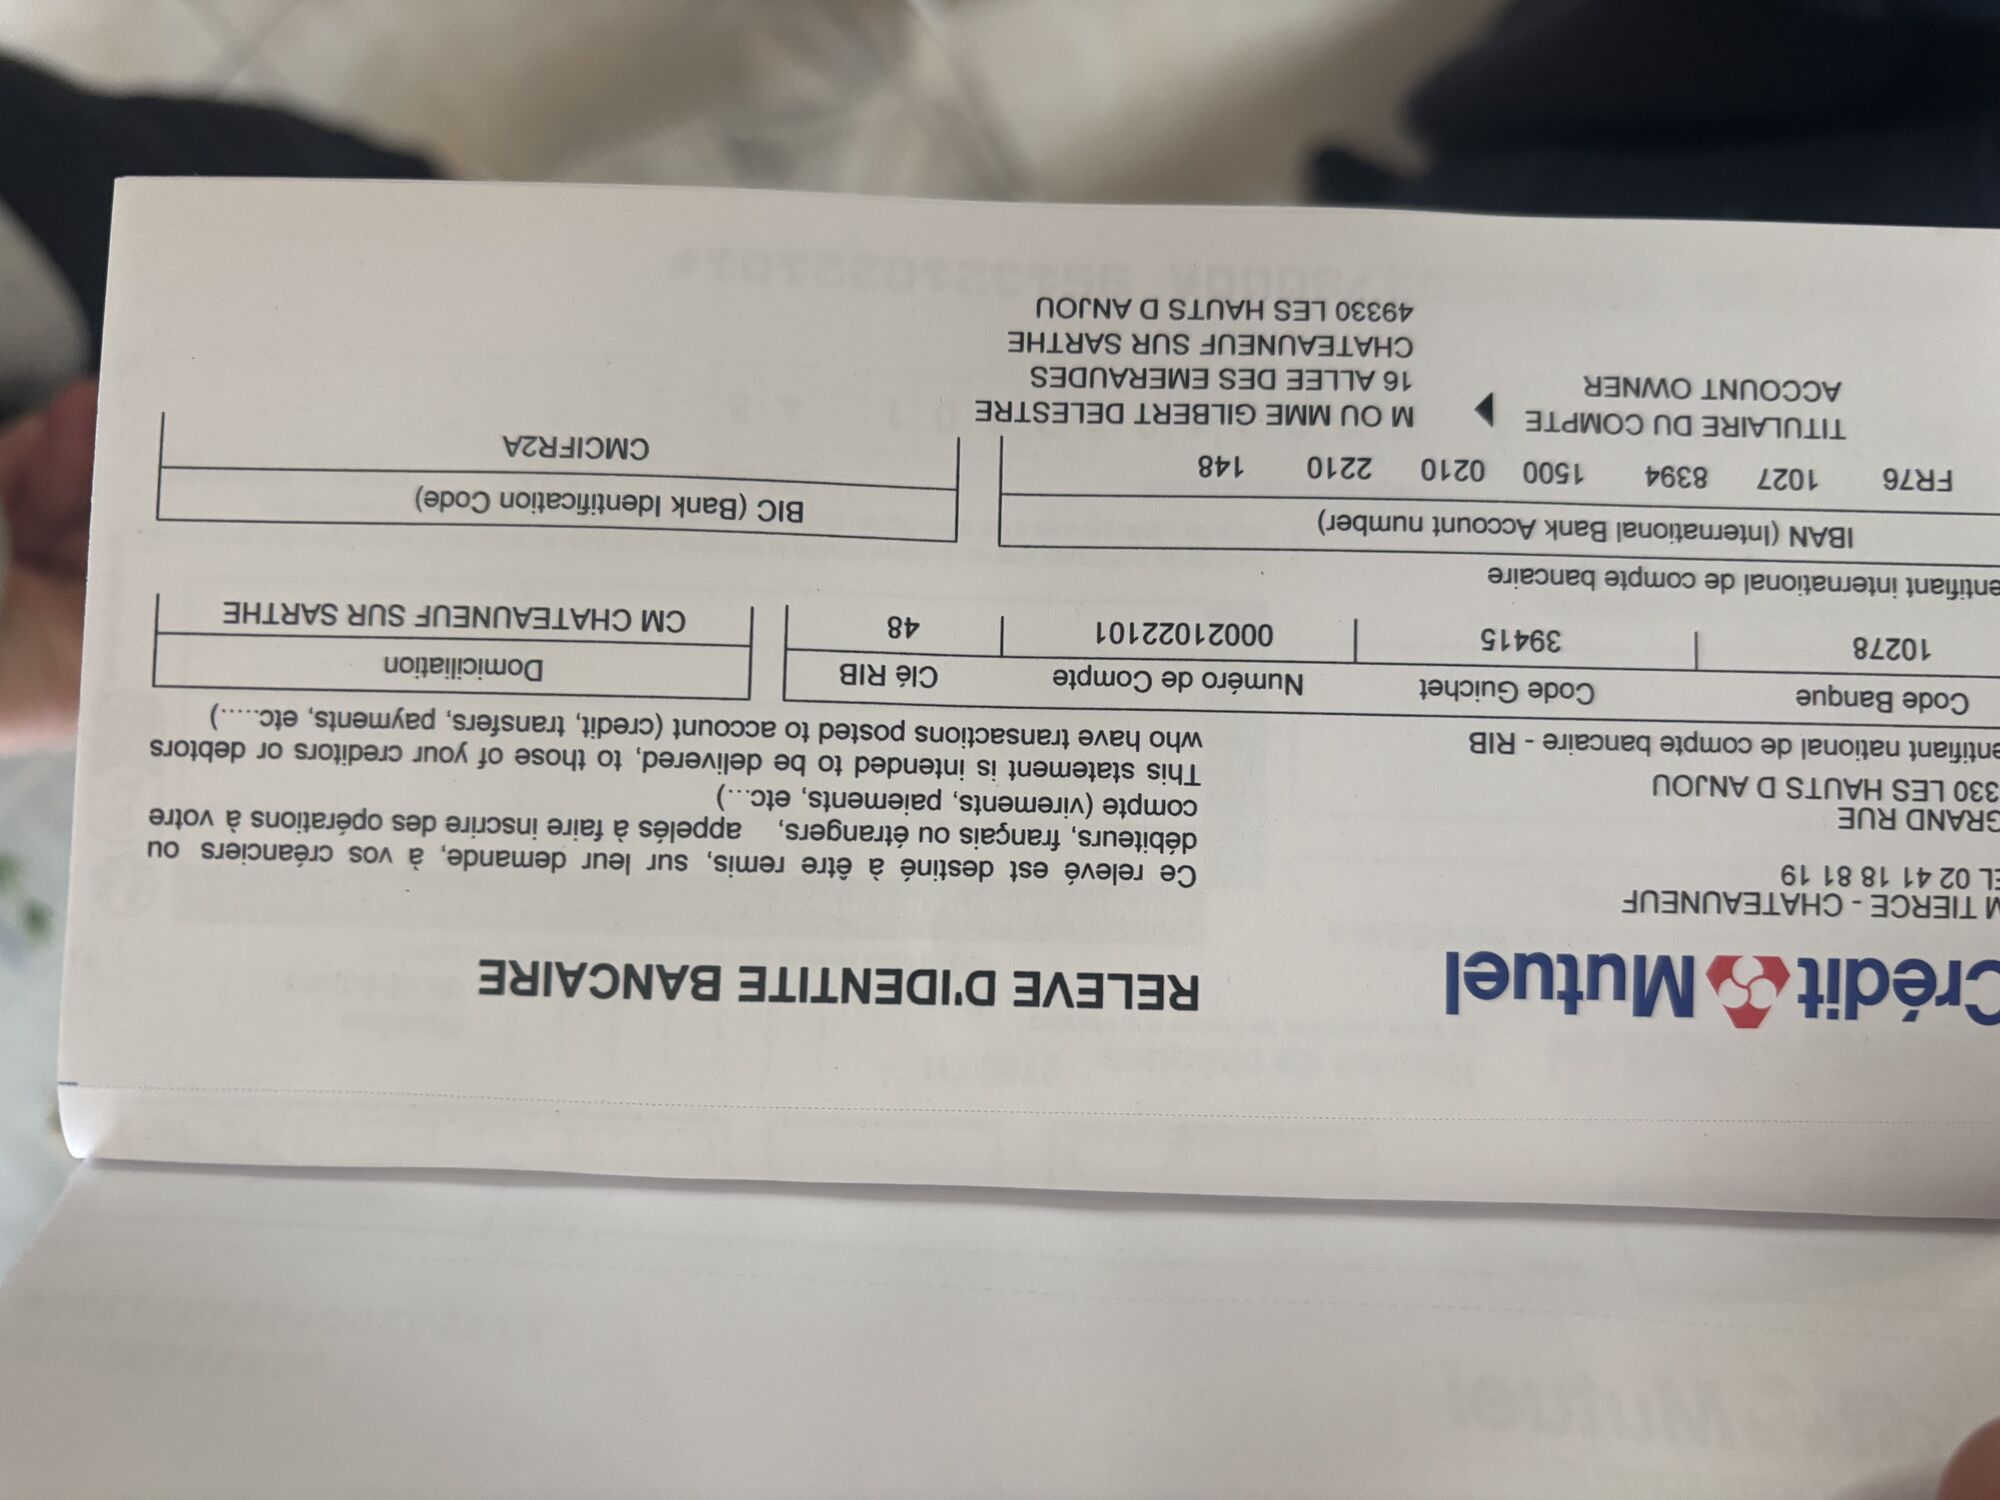 Crédit Mutuel
RELEVE D'IDENTITE BANCAIRE
TIERCE - CHATEAUNEUF
02 41 18 81 19
GRAND RUE
330 LES HAUTS D ANJOU
Ce relevé est destiné à être remis, sur leur demande, à vos créanciers ou
débiteurs, français ou étrangers, appelés à faire inscrire des opérations à votre
compte (virements, paiements, etc...)
This statement is intended to be delivered, to those of your creditors or debtors
who have transactions posted to account (credit, transfers, payments, etc.....)
entifiant national de compte bancaire - RIB
Code Banque Code Guichet Numéro de Compte Clé RIB Domiciliation
10278 39415 00021022101 48 CM CHATEAUNEUF SUR SARTHE
entifiant international de compte bancaire
IBAN (International Bank Account number) BIC (Bank Identification Code)
FR76 1027 8394 1500 0210 2210 148 CMCIFR2A
TITULAIRE DU COMPTE M OU MME GILBERT DELESTRE
ACCOUNT OWNER 16 ALLEE DES EMERAUDES
CHATEAUNEUF SUR SARTHE
49330 LES HAUTS D ANJOU